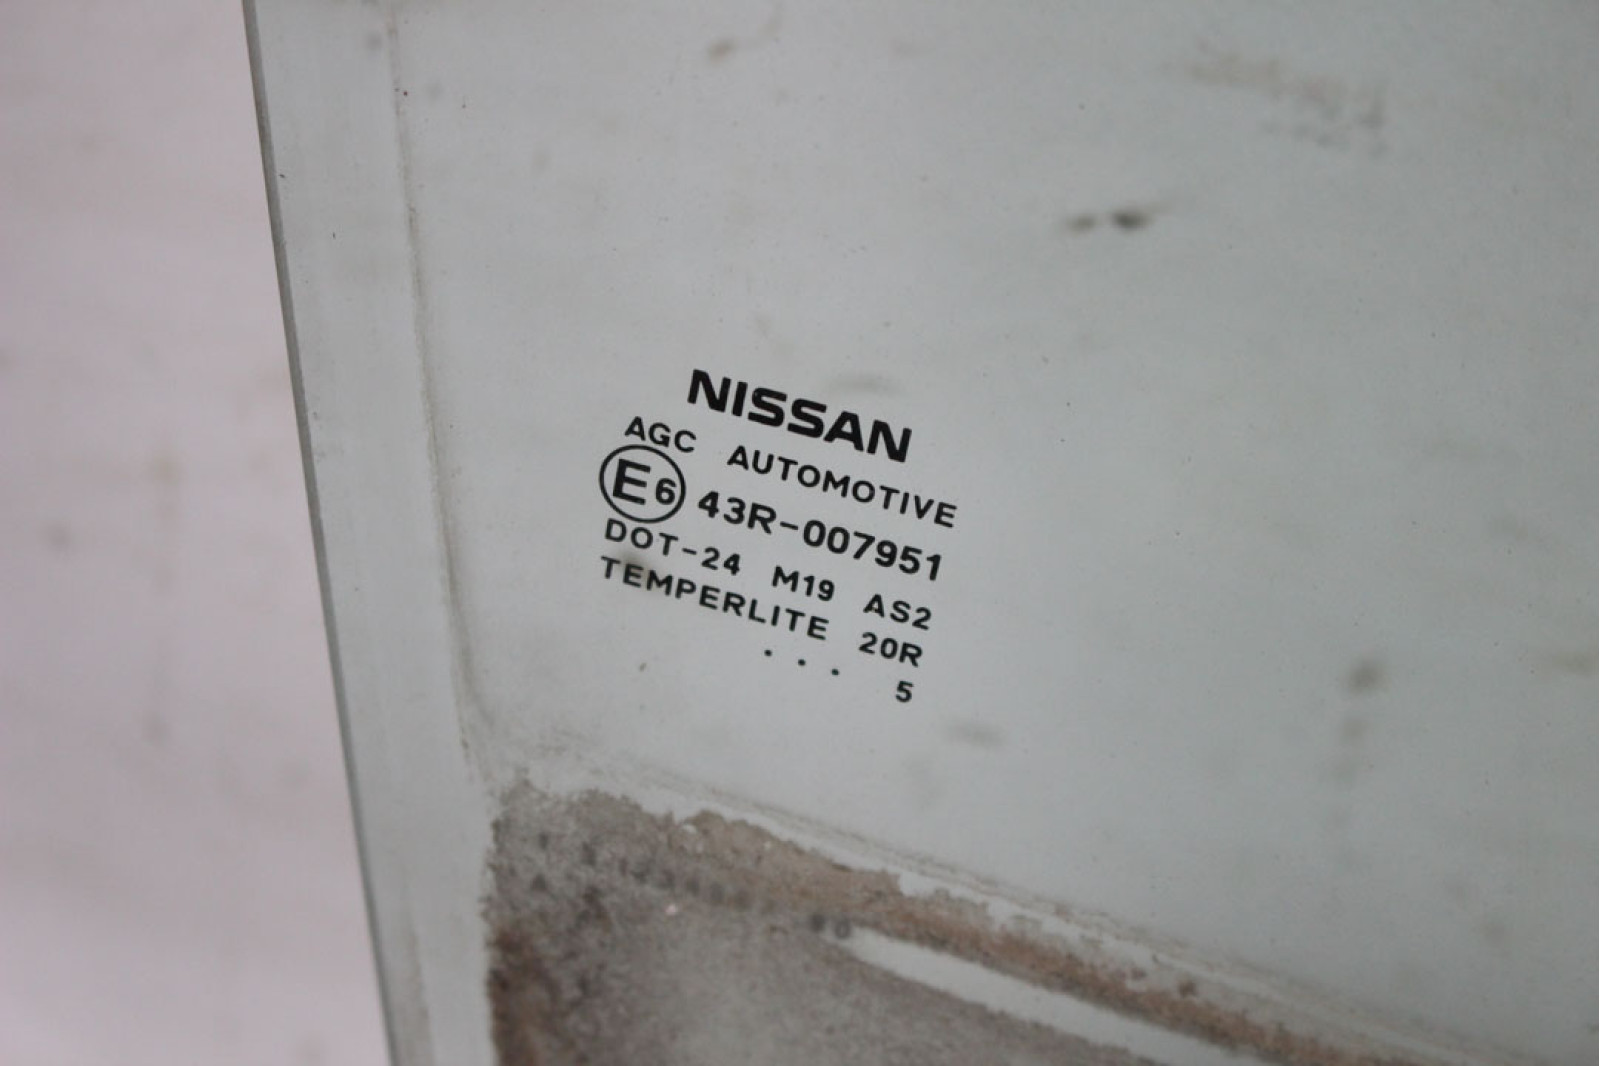 NISSAN
AGC AUTOMOTIVE
E6 43R-007951
DOT-24 M19 AS2
TEMPERLITE 20R
. . . 5